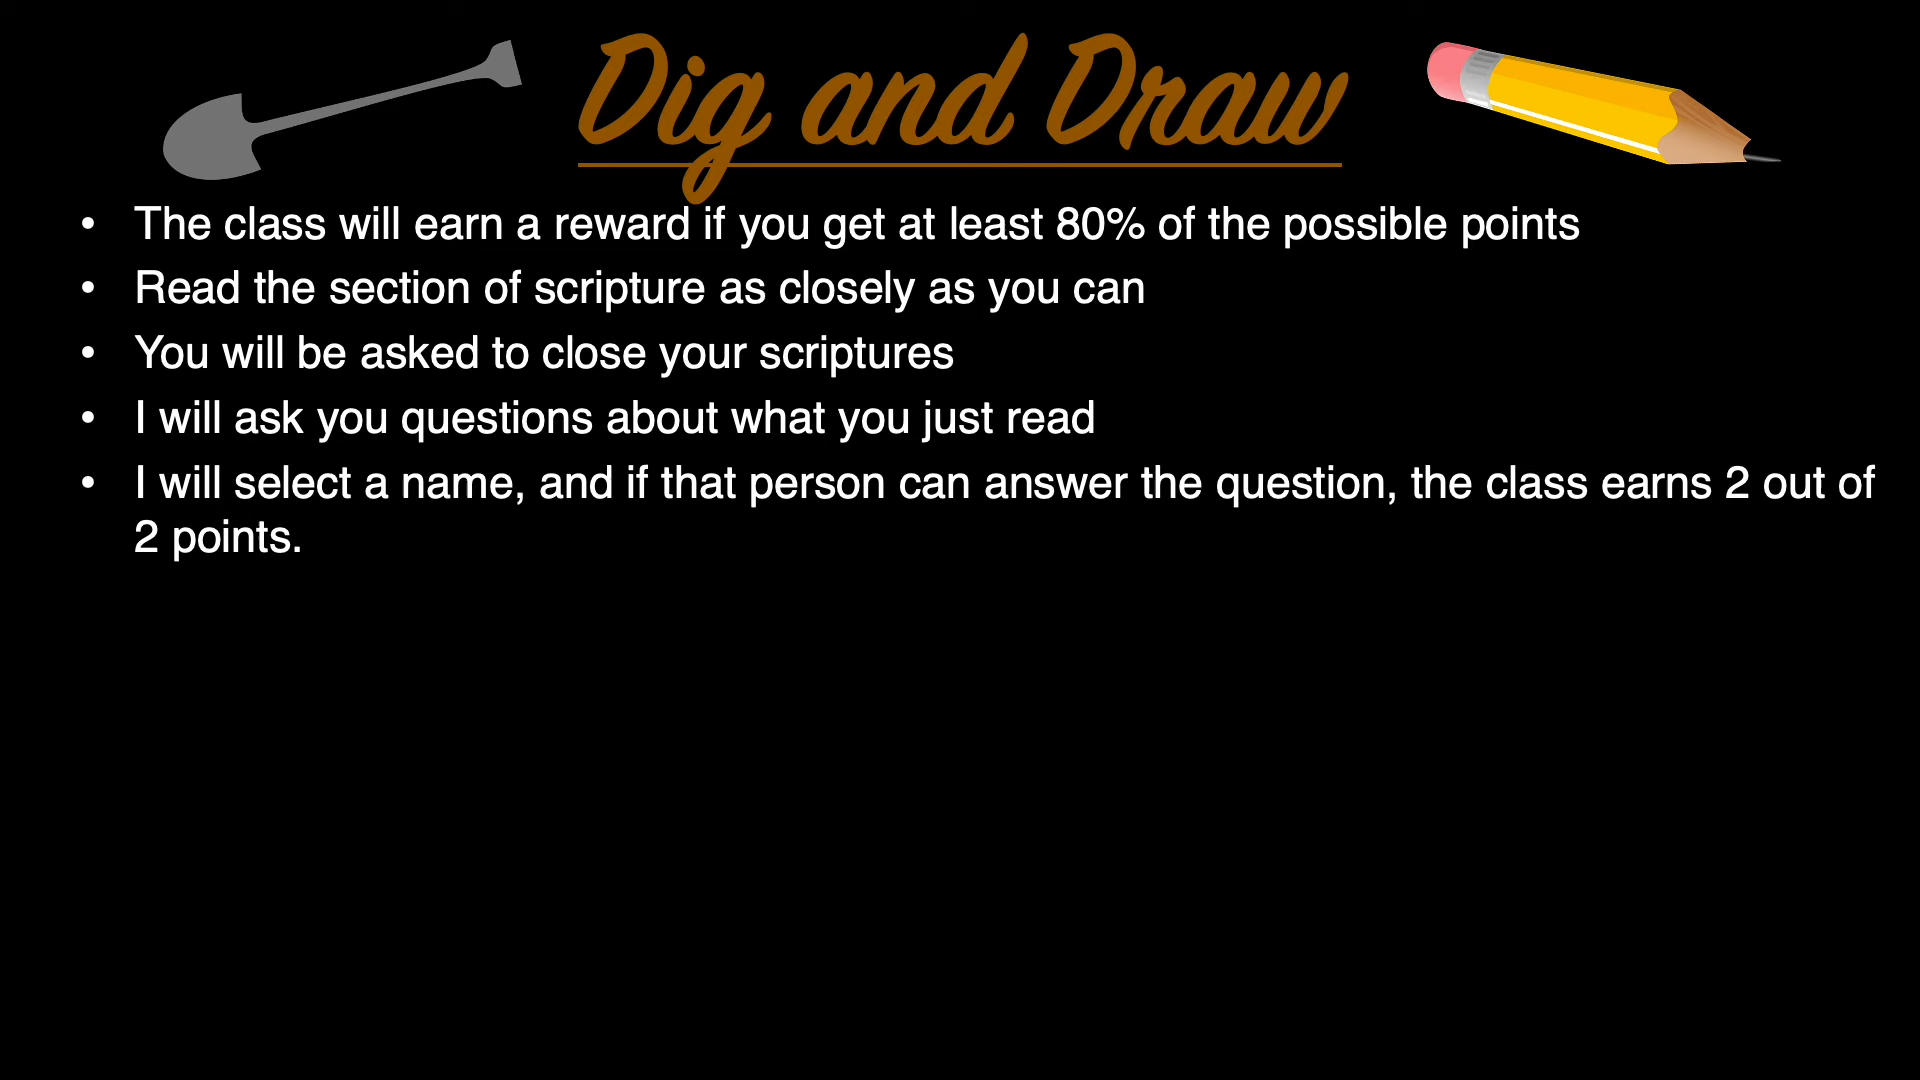 Dig and Draw
• The class will earn a reward if you get at least 80% of the possible points
• Read the section of scripture as closely as you can
• You will be asked to close your scriptures
• I will ask you questions about what you just read
• I will select a name, and if that person can answer the question, the class earns 2 out of
2 points.